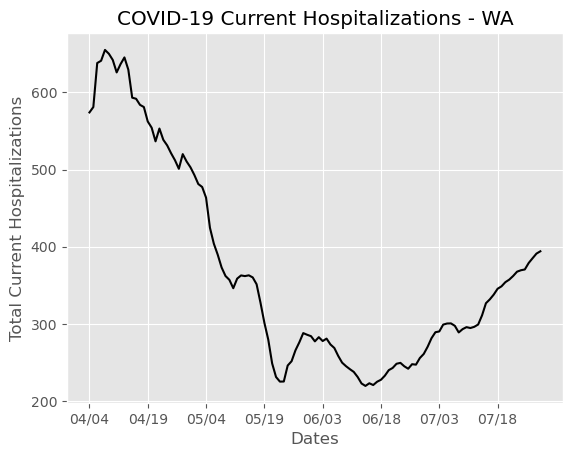 COVID-19 Current Hospitalizations - WA
Total Current Hospitalizations
600
500
400
300
200
04/04 04/19 05/04 05/19 06/03 06/18 07/03 07/18
Dates